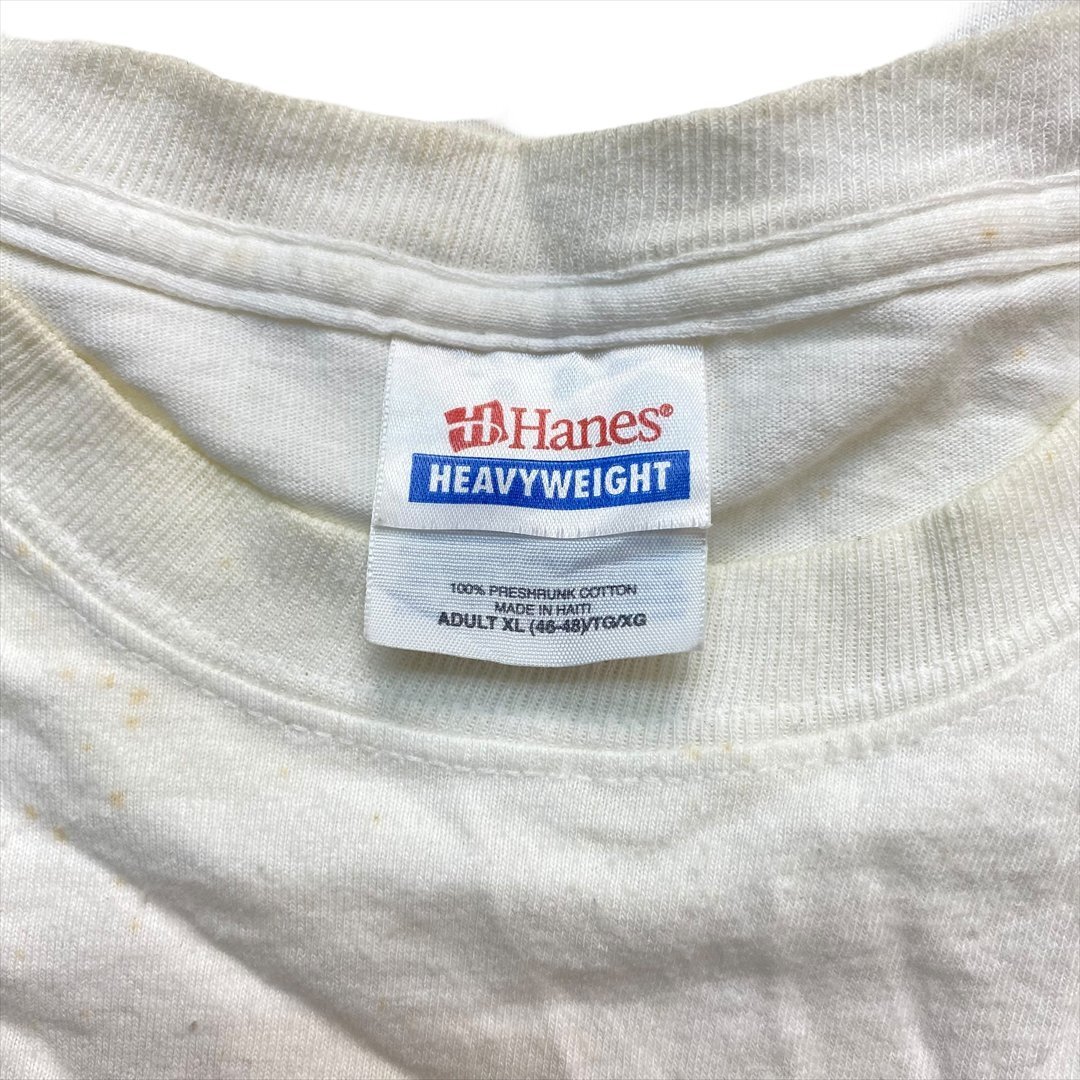 Hanes®
HEAVYWEIGHT
100% PRESHRUNK COTTON
MADE IN HAITI
ADULT XL (46-48)/TG/XG